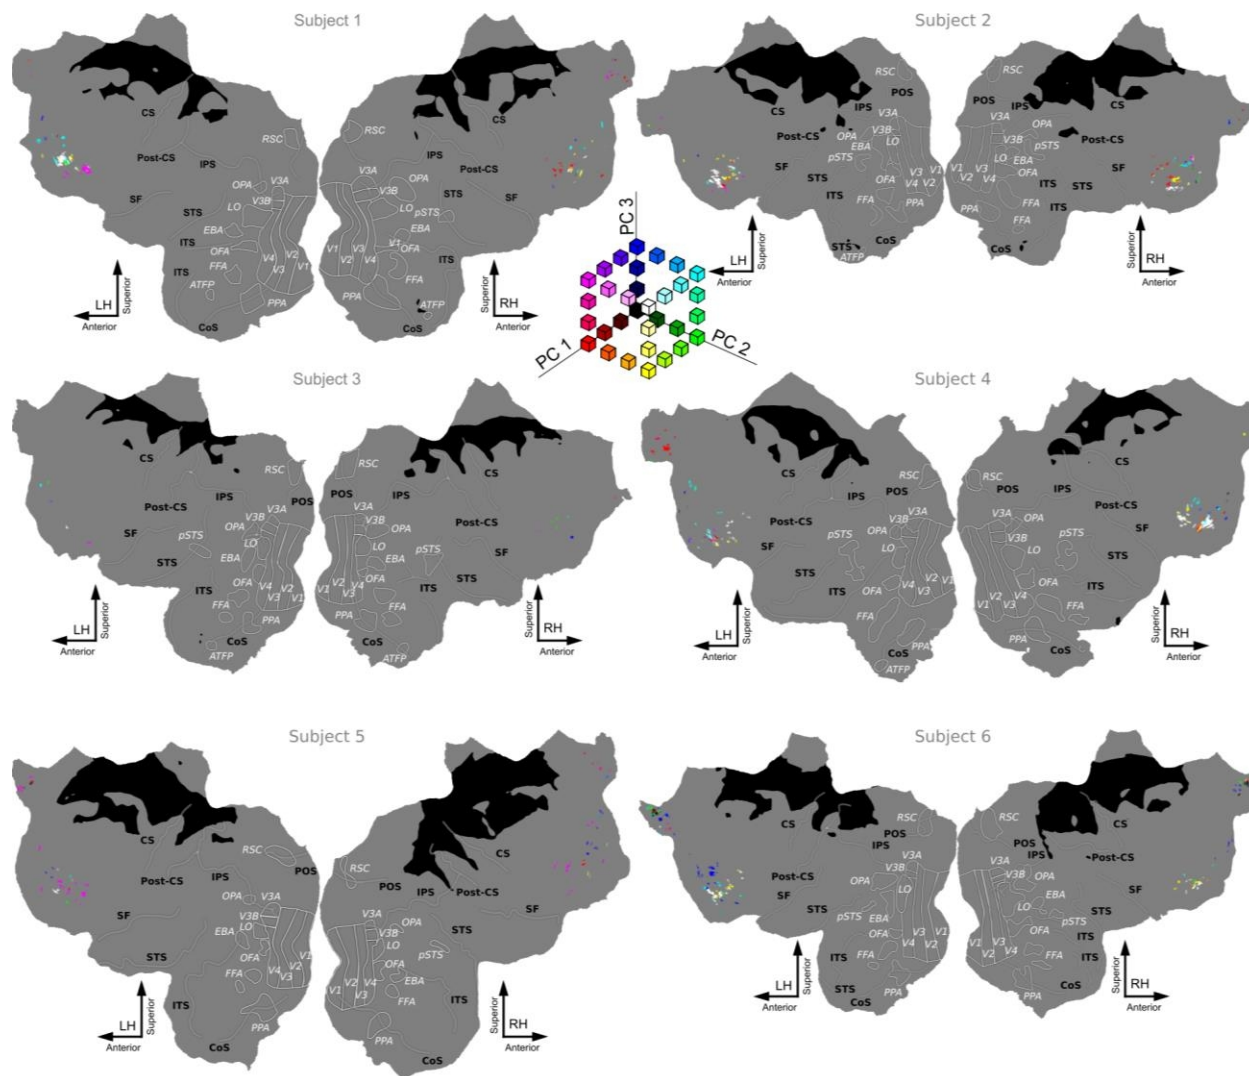 Subject 1
CS
Post-CS
IPS
RSC
OPA
V3A
V3B
SF
STS
LO
EBA
ITS
OFA
V4
V2
V3
V1
ITS
FFA
ATFP
PPA
CoS
LH
Superior
Anterior
CS
RSC
IPS
Post-CS
V3A
OPA
STS
SF
V3B
LO
pSTS
EBA
V1
V3
V1
OFA
V2
V4
ITS
FFA
PPA
ATFP
CoS
RH
Superior
Anterior
Subject 2
RSC
POS
IPS
CS
V3A
Post-CS
OPA
V3B
EBA
LO
pSTS
SF
STS
V3
V1
OFA
V4
V2
ITS
PPA
FFA
STS
CoS
ATFP
LH
Superior
Anterior
RSC
POS
IPS
CS
V3A
OPA
Post-CS
V3B
LO
pSTS
EBA
V1
V3
SF
OFA
V2
V4
ITS
STS
FFA
ITS
PPA
FFA
CoS
RH
Superior
Anterior
PC 3
PC 1
PC 2
Subject 3
CS
RSC
IPS
POS
Post-CS
V3A
V3B
OPA
SF
pSTS
LO
EBA
STS
OFA
V4
V2
ITS
V3
V1
FFA
PPA
CoS
ATFP
LH
Superior
Anterior
RSC
CS
POS
IPS
V3A
V3B
Post-CS
OPA
LO
SF
pSTS
EBA
OFA
STS
V2
V4
ITS
V1
V3
FFA
PPA
CoS
ATFP
RH
Superior
Anterior
Subject 4
CS
RSC
IPS
POS
Post-CS
V3A
OPA
V3B
pSTS
LO
SF
STS
V2
V1
OFA
V4
ITS
V3
FFA
PPA
CoS
ATFP
LH
Superior
Anterior
RSC
CS
POS
IPS
Post-CS
V3A
OPA
pSTS
SF
V3B
LO
STS
OFA
V2
V4
ITS
V1
V3
FFA
PPA
CoS
RH
Superior
Anterior
Subject 5
CS
RSC
POS
Post-CS
IPS
OPA
V3A
SF
V3B
LO
EBA
OFA
V1
STS
V4
V2
FFA
V3
ITS
PPA
CoS
LH
Superior
Anterior
CS
RSC
POS
IPS
Post-CS
V3A
OPA
SF
V3B
STS
LO
pSTS
OFA
EBA
V2
V4
V1
V3
FFA
ITS
PPA
CoS
RH
Superior
Anterior
Subject 6
CS
RSC
POS
IPS
V3A
Post-CS
V3B
OPA
SF
LO
STS
pSTS
EBA
OFA
V3
V1
V4
V2
ITS
FFA
STS
PPA
CoS
LH
Superior
Anterior
RSC
CS
POS
IPS
V3A
Post-CS
V3B
OPA
EBA
SF
LO
STS
pSTS
OFA
V1
V3
ITS
V2
V4
FFA
ITS
PPA
CoS
RH
Superior
Anterior